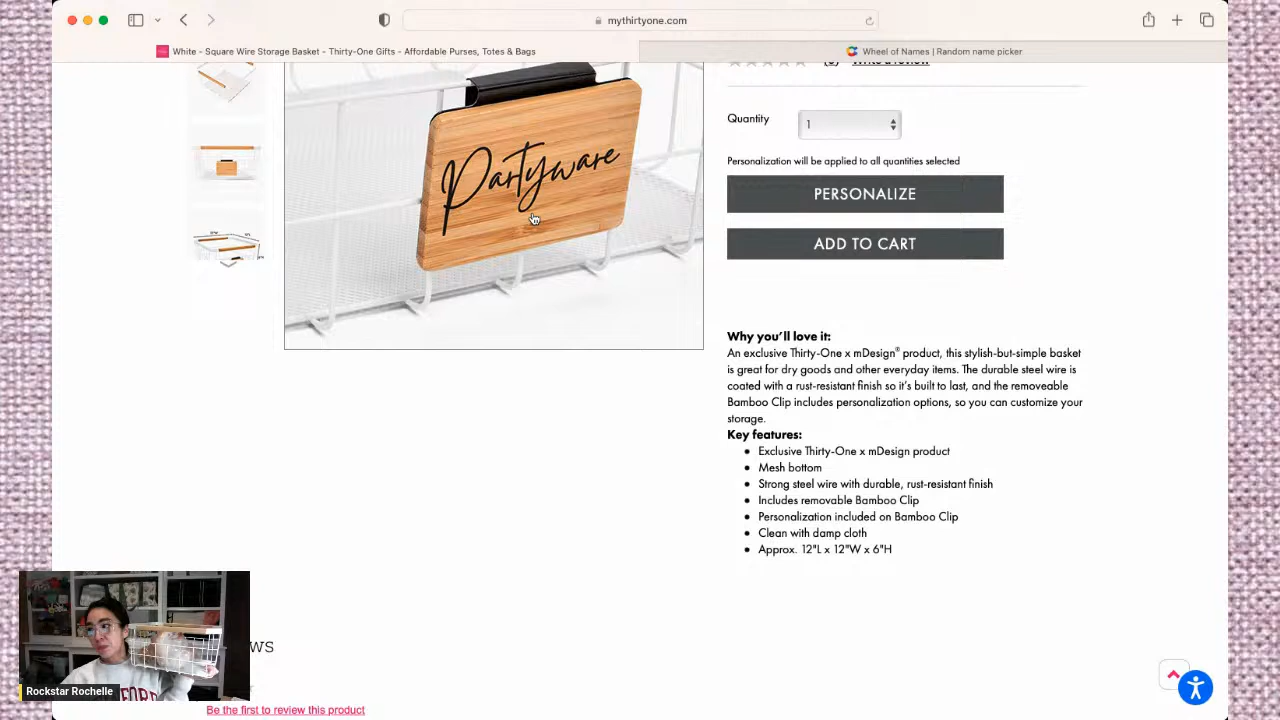 mythirtyone.com
White - Square Wire Storage Basket - Thirty-One Gifts - Affordable Purses, Totes & Bags
Wheel of Names | Random name picker
(0) Write a review
Quantity
1
Personalization will be applied to all quantities selected
PERSONALIZE
ADD TO CART
Partyware
Why you'll love it:
An exclusive Thirty-One x mDesign® product, this stylish-but-simple basket
is great for dry goods and other everyday items. The durable steel wire is
coated with a rust-resistant finish so it's built to last, and the removeable
Bamboo Clip includes personalization options, so you can customize your
storage.
Key features:
Exclusive Thirty-One x mDesign product
Mesh bottom
Strong steel wire with durable, rust-resistant finish
Includes removable Bamboo Clip
Personalization included on Bamboo Clip
Clean with damp cloth
Approx. 12"L x 12"W x 6"H
WS
Rockstar Rochelle
Be the first to review this product